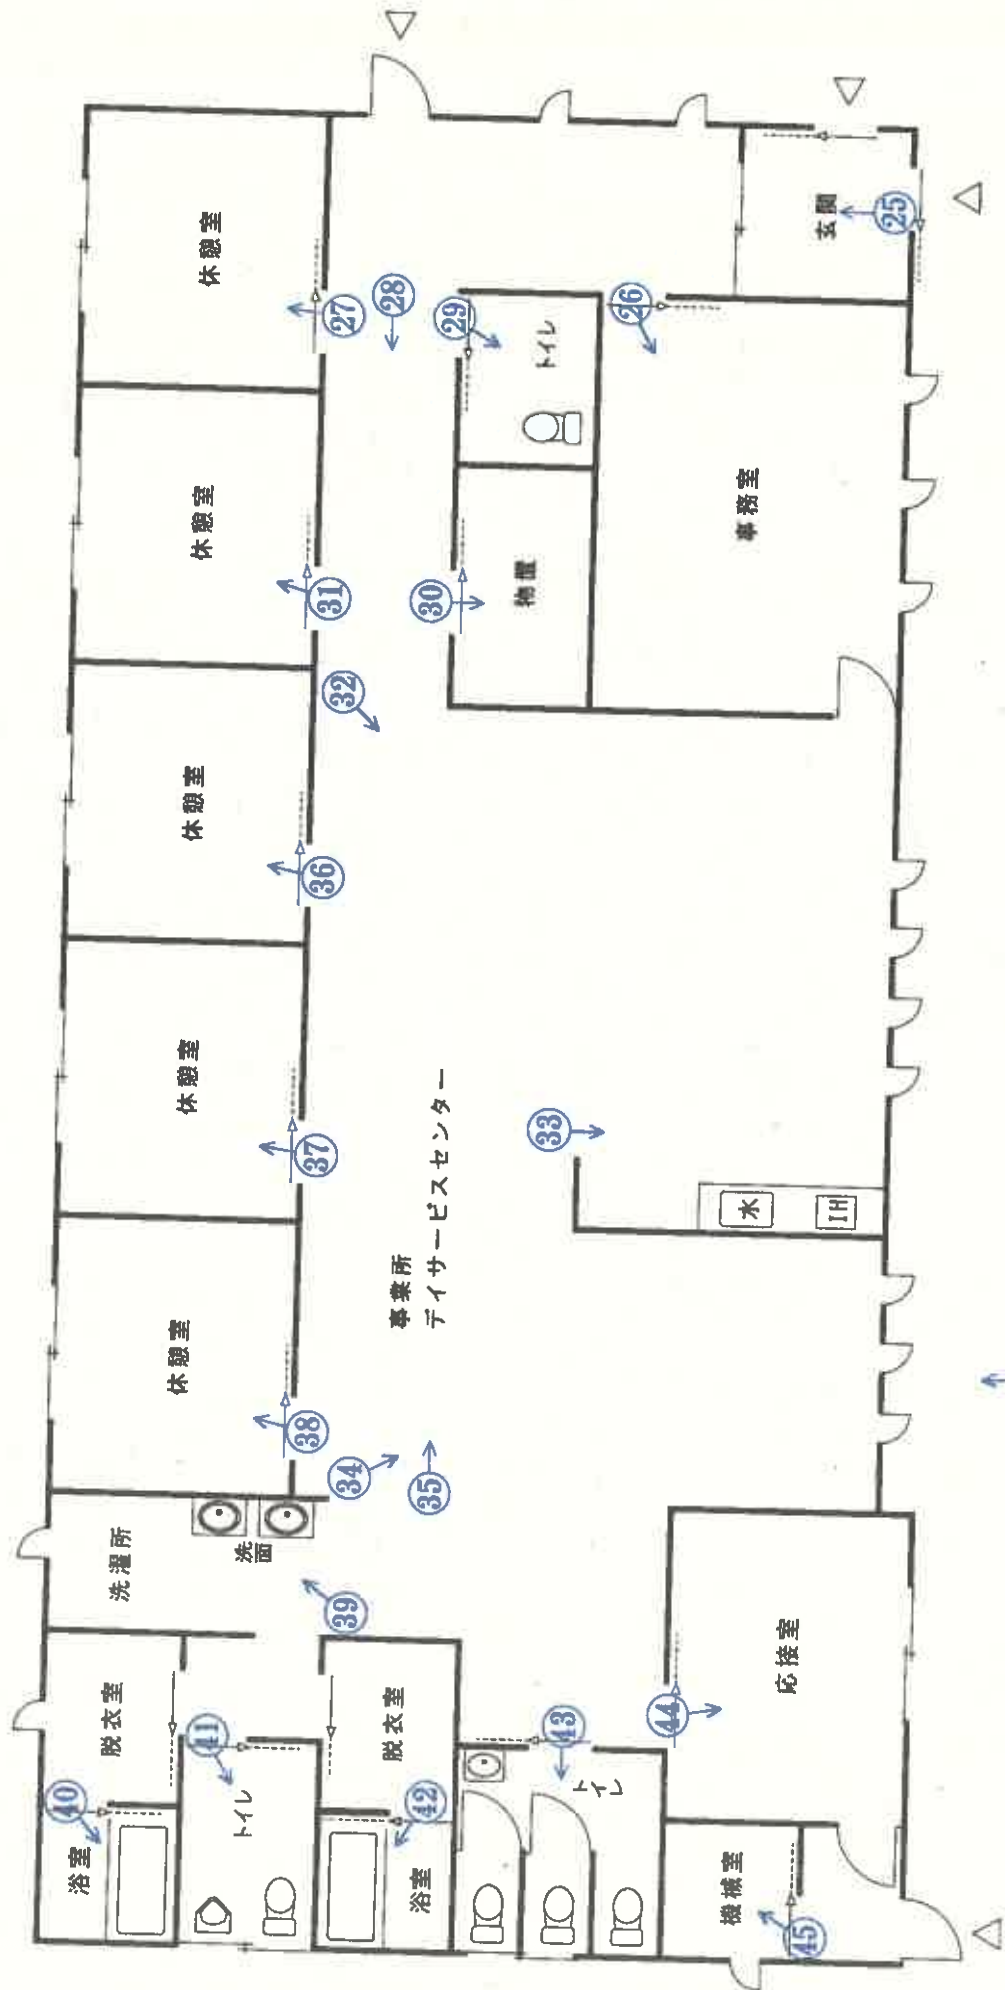 休憩室
休憩室
休憩室
休憩室
休憩室
洗濯所
洗面
脱衣室
浴室
トイレ
脱衣室
浴室
トイレ
機械室
応接室
事業所
デイサービスセンター
水
IH
物置
トイレ
事務室
玄関
25
26
27
28
29
30
31
32
33
34
35
36
37
38
39
40
41
42
43
44
45